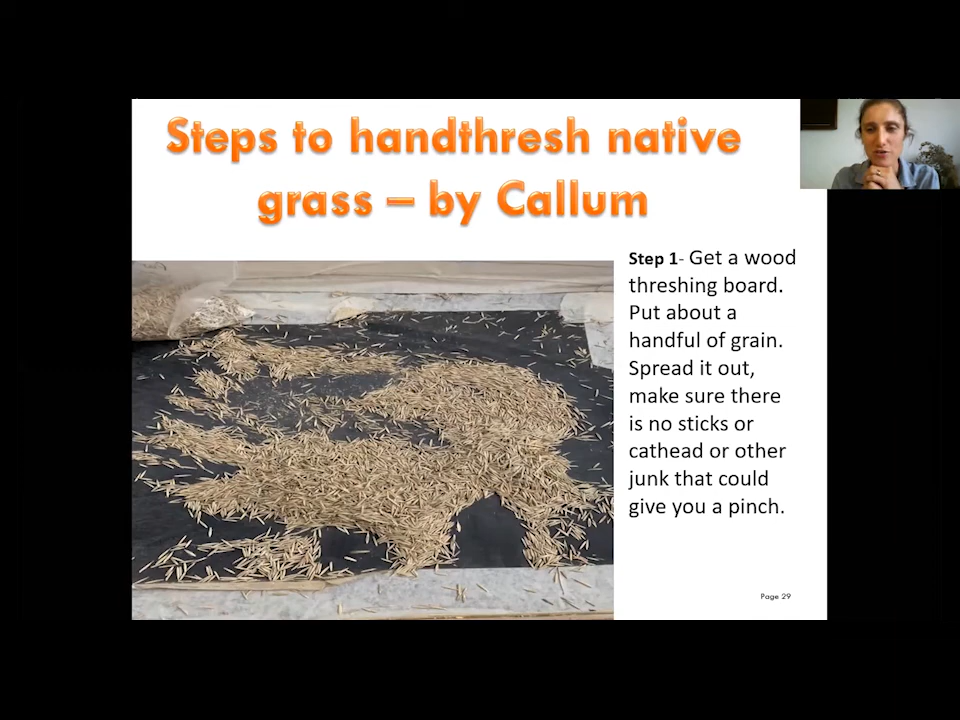 Steps to handthresh native
grass – by Callum
Step 1- Get a wood
threshing board.
Put about a
handful of grain.
Spread it out,
make sure there
is no sticks or
cathead or other
junk that could
give you a pinch.
Page 29